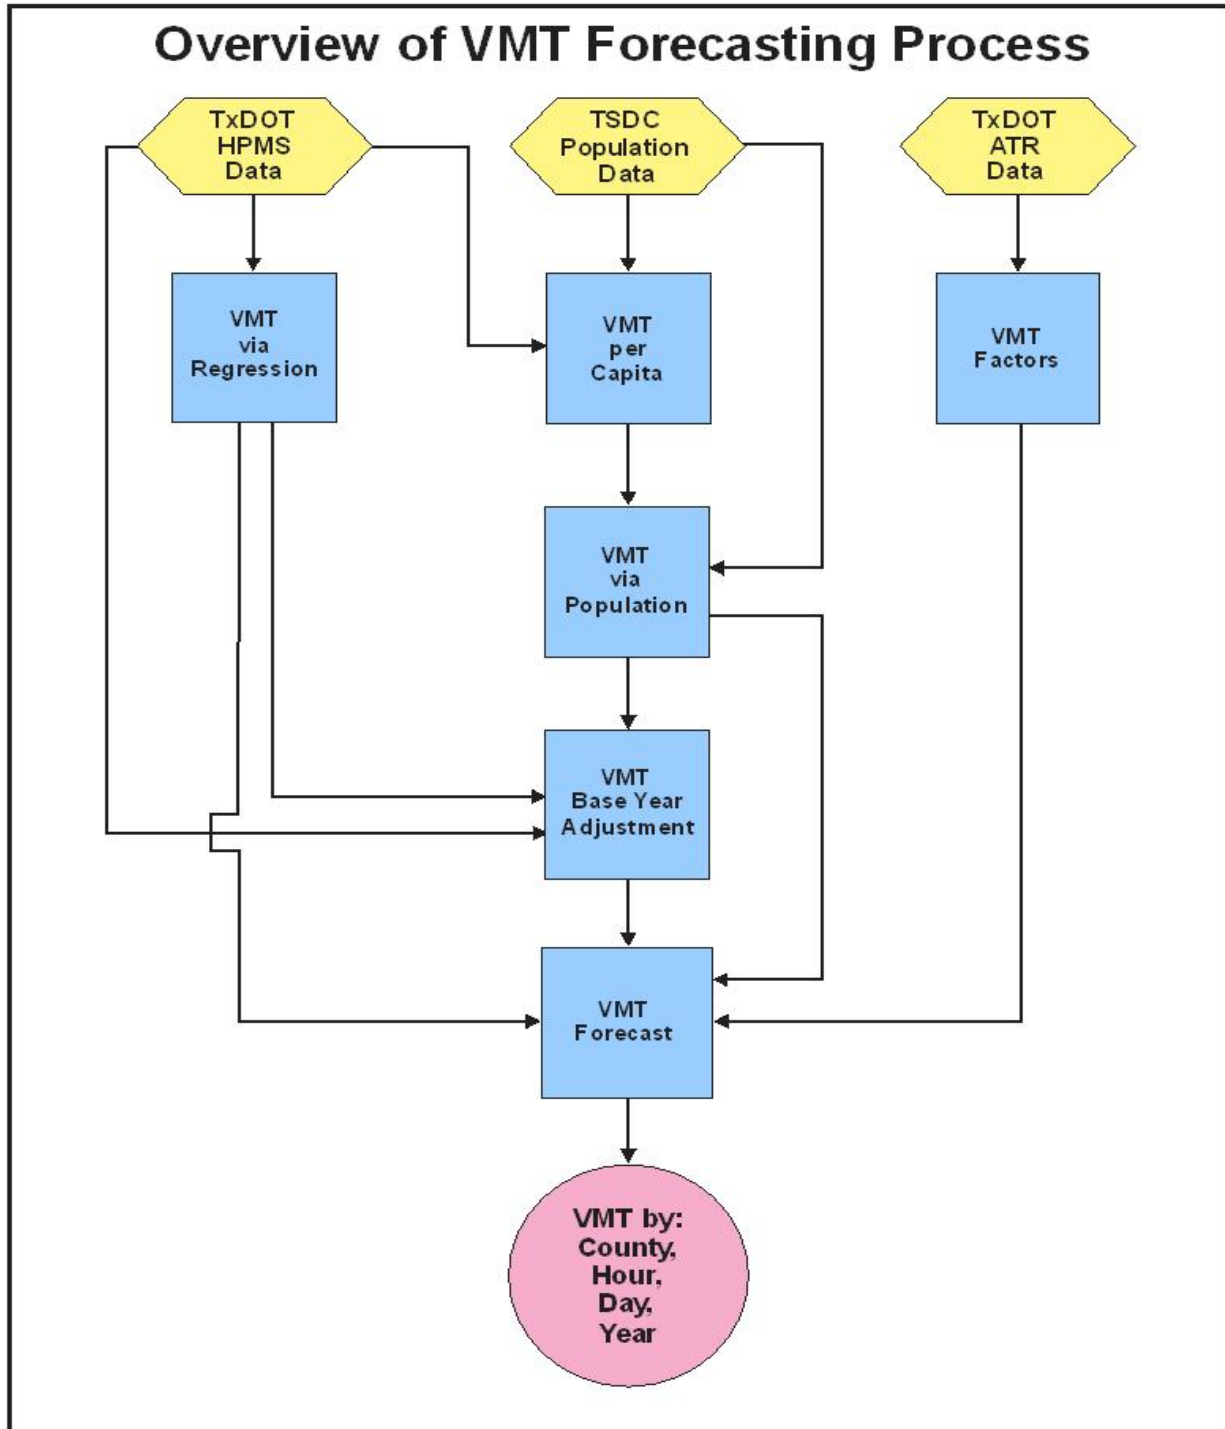 Overview of VMT Forecasting Process
TxDOT
HPMS
Data
TSDC
Population
Data
TxDOT
ATR
Data
VMT
via
Regression
VMT
per
Capita
VMT
Factors
VMT
via
Population
VMT
Base Year
Adjustment
VMT
Forecast
VMT by:
County,
Hour,
Day,
Year